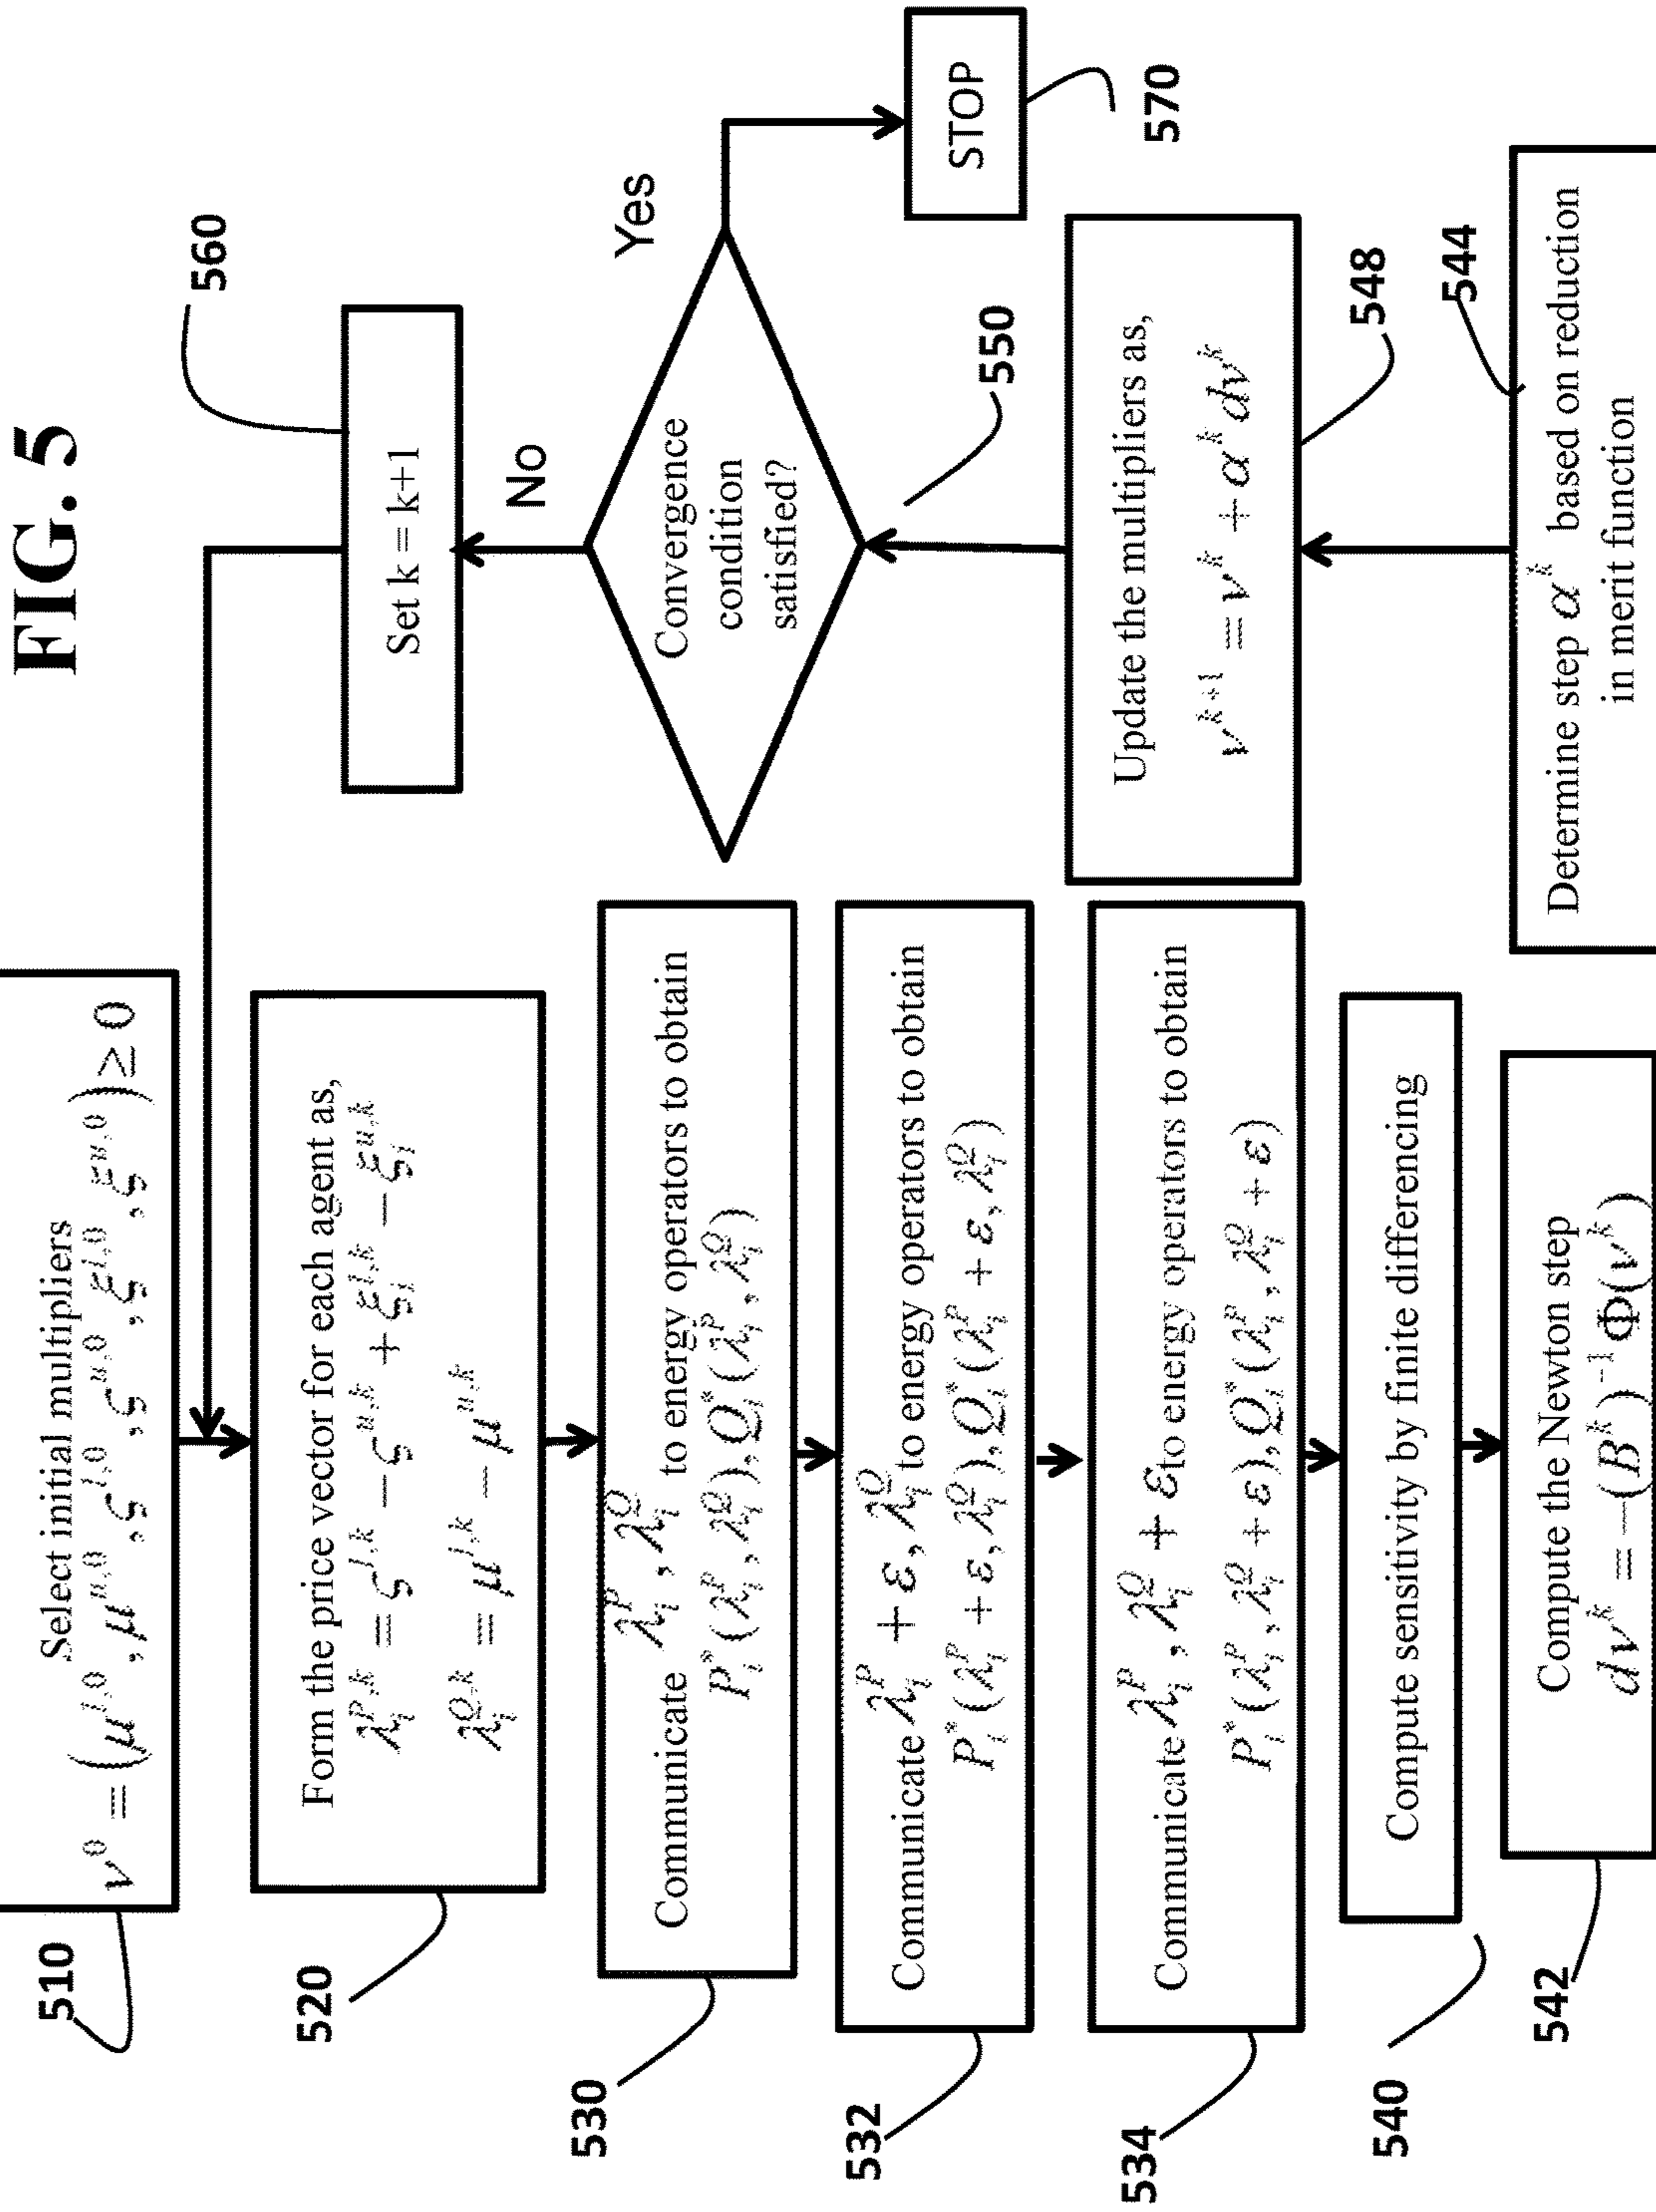 FIG. 5
510
Select initial multipliers
ν⁰ = (μ^{l,0}, μ^{u,0}, ς^{l,0}, ς^{u,0}, ξ^{l,0}, ξ^{u,0}) ≥ 0
520
Form the price vector for each agent as,
λ_i^{P,k} = ς^{l,k} − ς^{u,k} + ξ_i^{l,k} − ξ_i^{u,k}
λ_i^{Q,k} = μ^{l,k} − μ^{u,k}
530
Communicate λ_i^P, λ_i^Q to energy operators to obtain
P_i^*(λ_i^P, λ_i^Q), Q_i^*(λ_i^P, λ_i^Q)
532
Communicate λ_i^P + ε, λ_i^Q to energy operators to obtain
P_i^*(λ_i^P + ε, λ_i^Q), Q_i^*(λ_i^P + ε, λ_i^Q)
534
Communicate λ_i^P, λ_i^Q + ε to energy operators to obtain
P_i^*(λ_i^P, λ_i^Q + ε), Q_i^*(λ_i^P, λ_i^Q + ε)
540
Compute sensitivity by finite differencing
542
Compute the Newton step
dν^k = −(B^k)^{−1} Φ(ν^k)
544
Determine step α^k based on reduction
in merit function
548
Update the multipliers as,
ν^{k+1} = ν^k + α^k dν^k
550
Convergence
condition
satisfied?
No
Yes
560
Set k = k+1
STOP
570